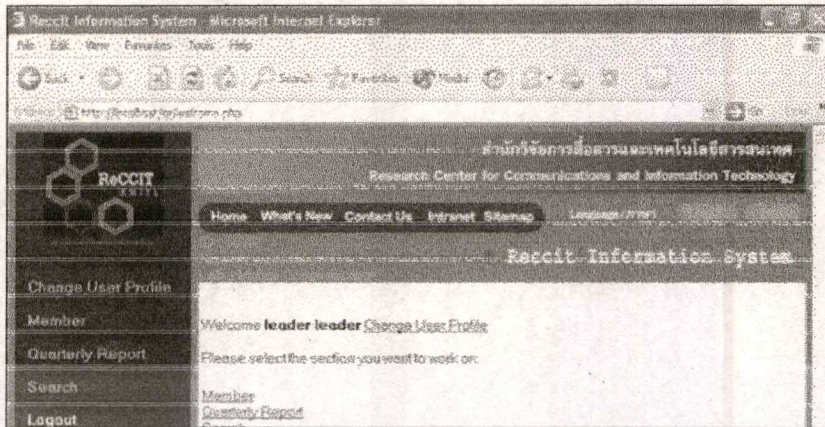 Reccit Information System - Microsoft Internet Explorer
File Edit View Favorites Tools Help
Back Search Favorites Media
ReCCIT
KMITL
สำนักวิจัยการสื่อสารและเทคโนโลยีสารสนเทศ
Research Center for Communications and Information Technology
Home What's New Contact Us Intranet Sitemap
Reccit Information System
Change User Profile
Member
Quarterly Report
Search
Logout
Welcome leader leader Change User Profile
Please select the section you want to work on:
Member
Quarterly Report
Search